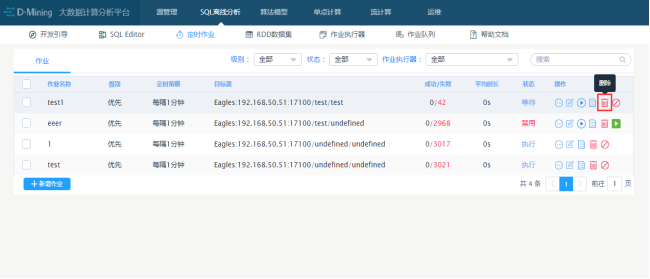 D-Mining 大数据计算分析平台 源管理 SQL离线分析 算法模型 单点计算 流计算 运维
开发引导 SQL Editor 定时作业 RDD数据集 作业执行器 作业队列 帮助文档
作业 级别： 全部 状态： 全部 作业执行器： 全部 搜索
删除
作业名称 级别 定时策略 目标源 成功/失败 平均时长 状态 操作
test1 优先 每隔1分钟 Eagles:192.168.50.51:17100/test/test 0/42 0s 等待
eeer 优先 每隔1分钟 Eagles:192.168.50.51:17100/test/undefined 0/2968 0s 禁用
1 优先 每隔1分钟 Eagles:192.168.50.51:17100/undefined/undefined 0/3017 0s 执行
test 优先 每隔1分钟 Eagles:192.168.50.51:17100/undefined/undefined 0/3021 0s 执行
+新增作业 共 4 条 < 1 > 前往 1 页